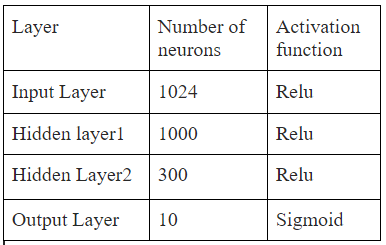 Layer Number of neurons Activation function
Input Layer 1024 Relu
Hidden layer1 1000 Relu
Hidden Layer2 300 Relu
Output Layer 10 Sigmoid